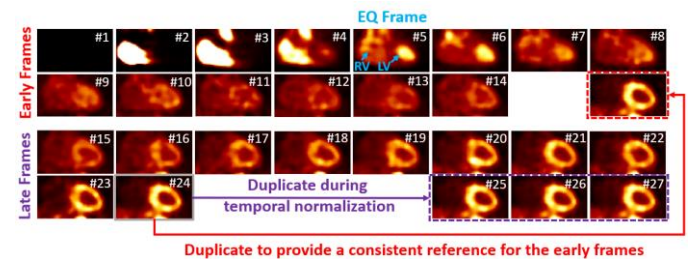 EQ Frame
Early Frames
#1 #2 #3 #4 #5 #6 #7 #8
RV LV
#9 #10 #11 #12 #13 #14
Late Frames
#15 #16 #17 #18 #19 #20 #21 #22
#23 #24 #25 #26 #27
Duplicate during
temporal normalization
Duplicate to provide a consistent reference for the early frames